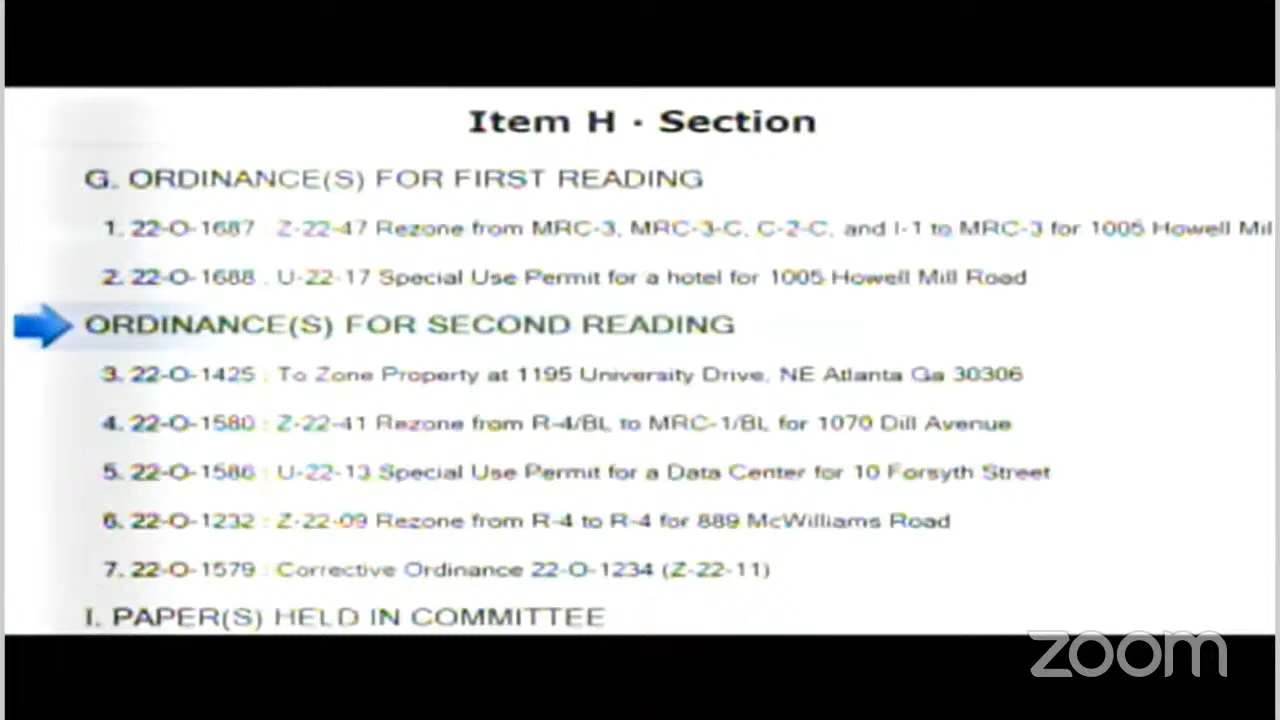 Item H · Section
G. ORDINANCE(S) FOR FIRST READING
1. 22-O-1687 : Z-22-47 Rezone from MRC-3, MRC-3-C, C-2-C, and I-1 to MRC-3 for 1005 Howell Mil
2. 22-O-1688 : U-22-17 Special Use Permit for a hotel for 1005 Howell Mill Road
ORDINANCE(S) FOR SECOND READING
3. 22-O-1425 : To Zone Property at 1195 University Drive, NE Atlanta Ga 30306
4. 22-O-1580 : Z-22-41 Rezone from R-4/BL to MRC-1/BL for 1070 Dill Avenue
5. 22-O-1586 : U-22-13 Special Use Permit for a Data Center for 10 Forsyth Street
6. 22-O-1232 : Z-22-09 Rezone from R-4 to R-4 for 889 McWilliams Road
7. 22-O-1579 : Corrective Ordinance 22-O-1234 (Z-22-11)
I. PAPER(S) HELD IN COMMITTEE
zoom